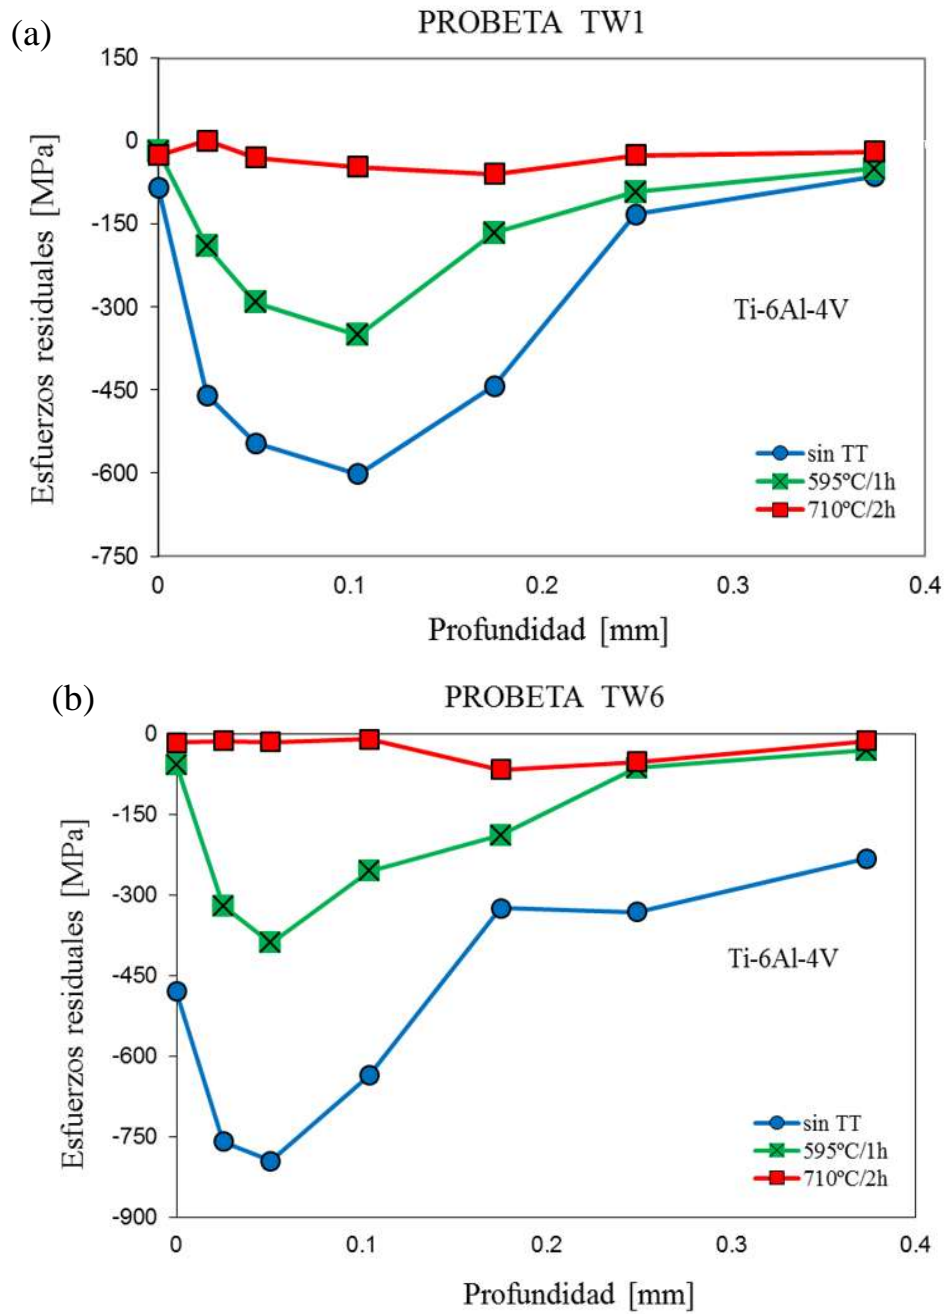 (a)
PROBETA TW1
150
0
-150
-300
-450
-600
-750
Esfuerzos residuales [MPa]
Ti-6Al-4V
sin TT
595ºC/1h
710ºC/2h
0
0.1
0.2
0.3
0.4
Profundidad [mm]
(b)
PROBETA TW6
0
-150
-300
-450
-600
-750
-900
Esfuerzos residuales [MPa]
Ti-6Al-4V
sin TT
595ºC/1h
710ºC/2h
0
0.1
0.2
0.3
0.4
Profundidad [mm]